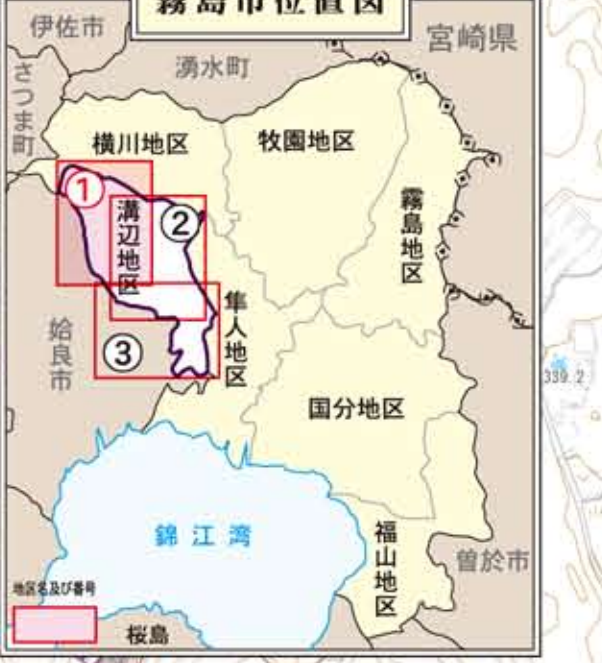 霧島市位置図
伊佐市
宮崎県
湧水町
さつま町
横川地区
牧園地区
①
②
溝辺地区
霧島地区
隼人地区
姶良市
③
339.2
国分地区
錦江湾
福山地区
曽於市
地区名及び番号
桜島